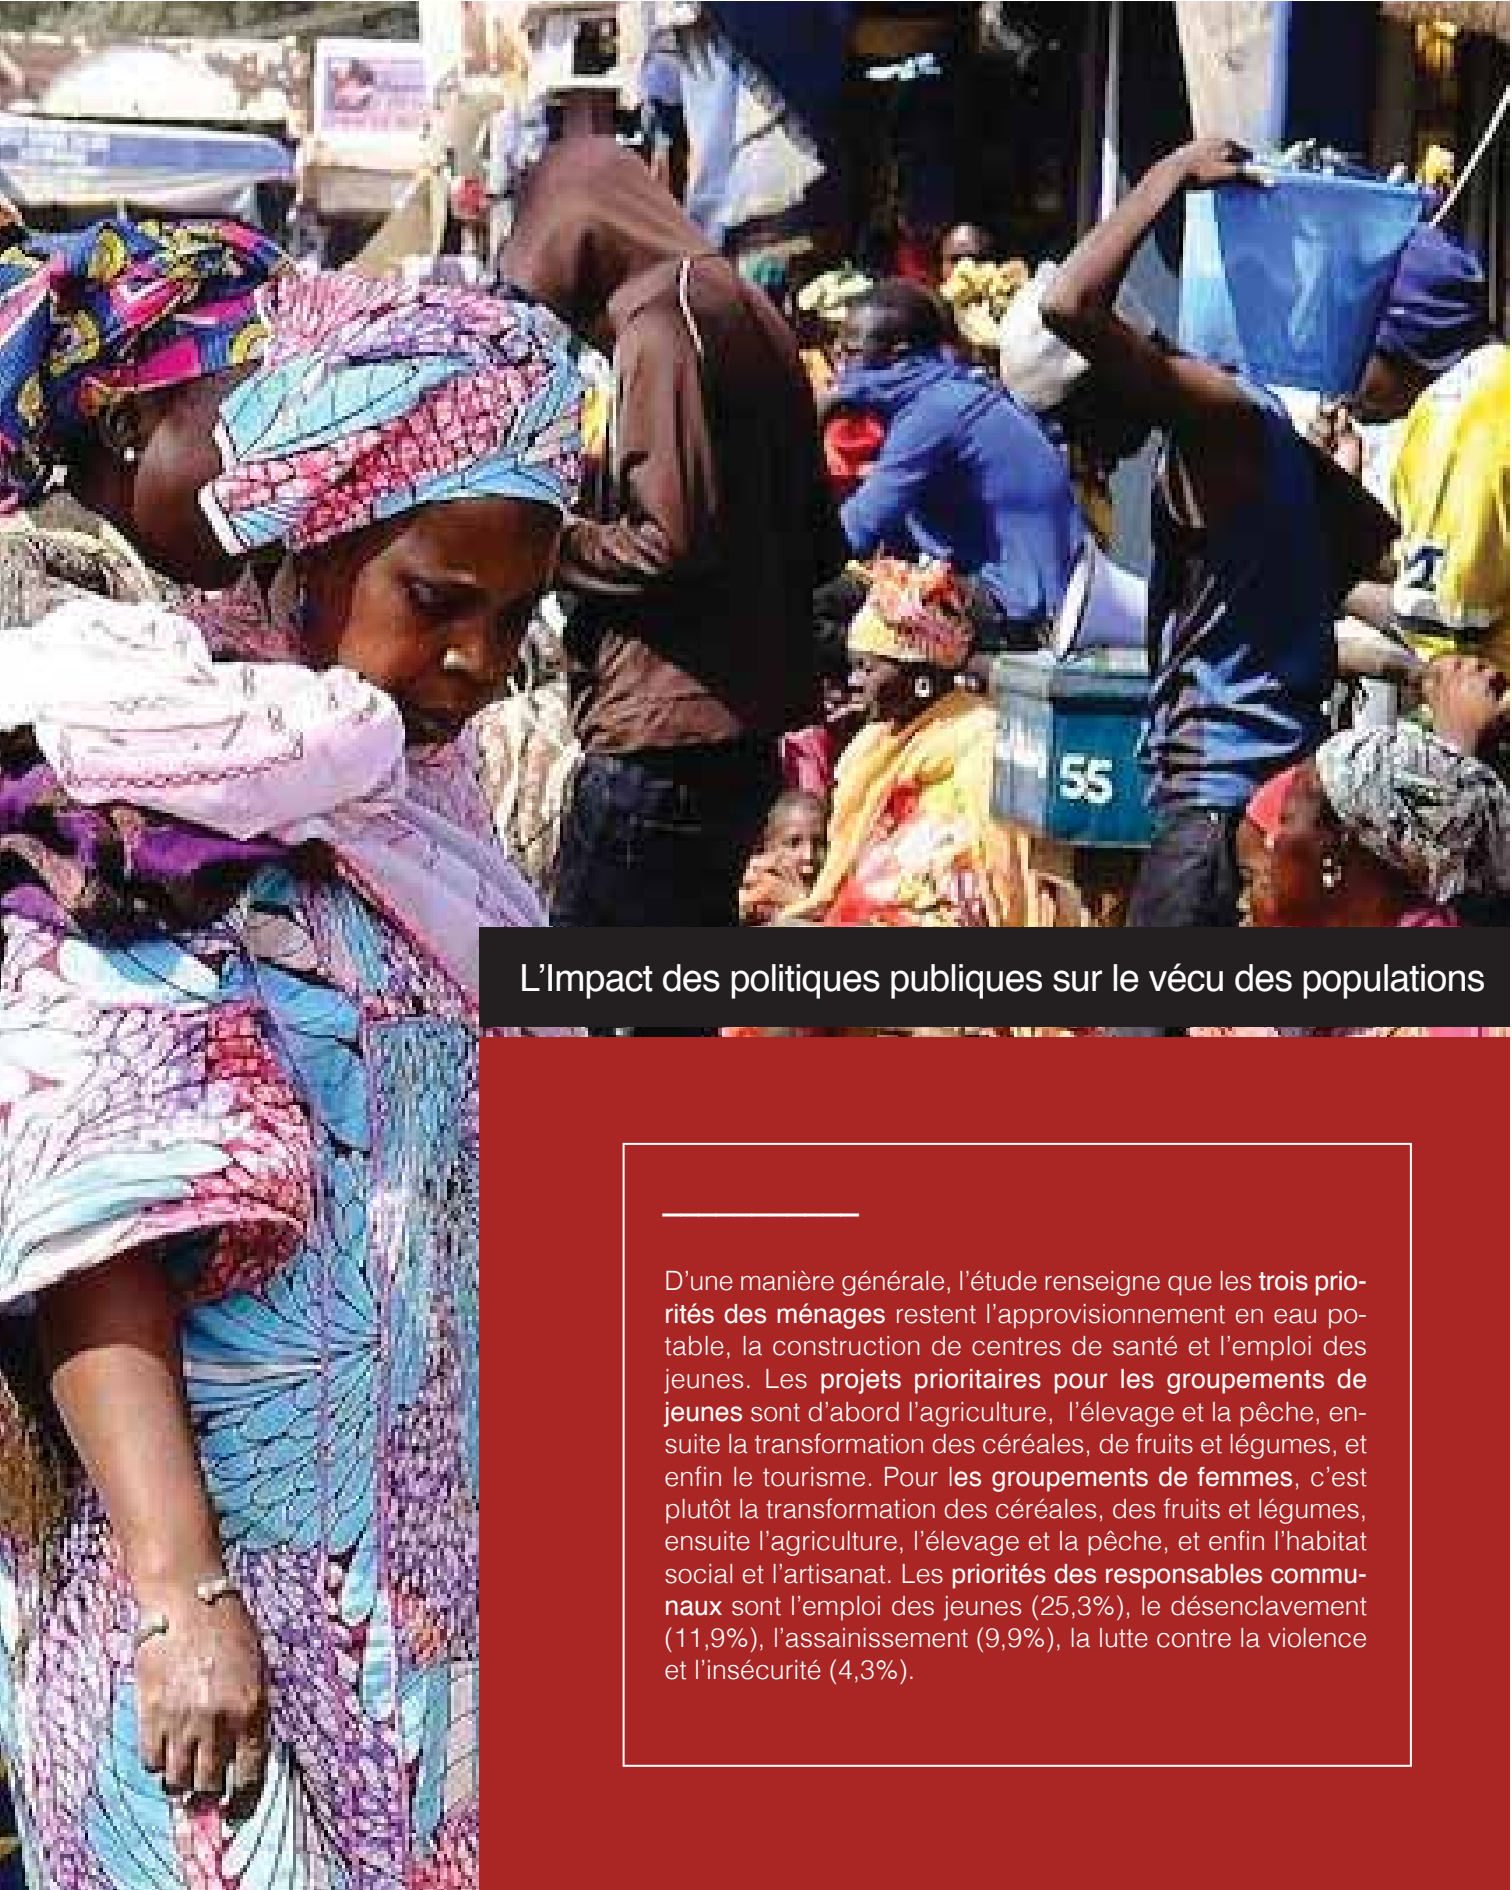 55
L’Impact des politiques publiques sur le vécu des populations
D’une manière générale, l’étude renseigne que les trois prio-
rités des ménages restent l’approvisionnement en eau po-
table, la construction de centres de santé et l’emploi des
jeunes. Les projets prioritaires pour les groupements de
jeunes sont d’abord l’agriculture, l’élevage et la pêche, en-
suite la transformation des céréales, de fruits et légumes, et
enfin le tourisme. Pour les groupements de femmes, c’est
plutôt la transformation des céréales, des fruits et légumes,
ensuite l’agriculture, l’élevage et la pêche, et enfin l’habitat
social et l’artisanat. Les priorités des responsables commu-
naux sont l’emploi des jeunes (25,3%), le désenclavement
(11,9%), l’assainissement (9,9%), la lutte contre la violence
et l’insécurité (4,3%).